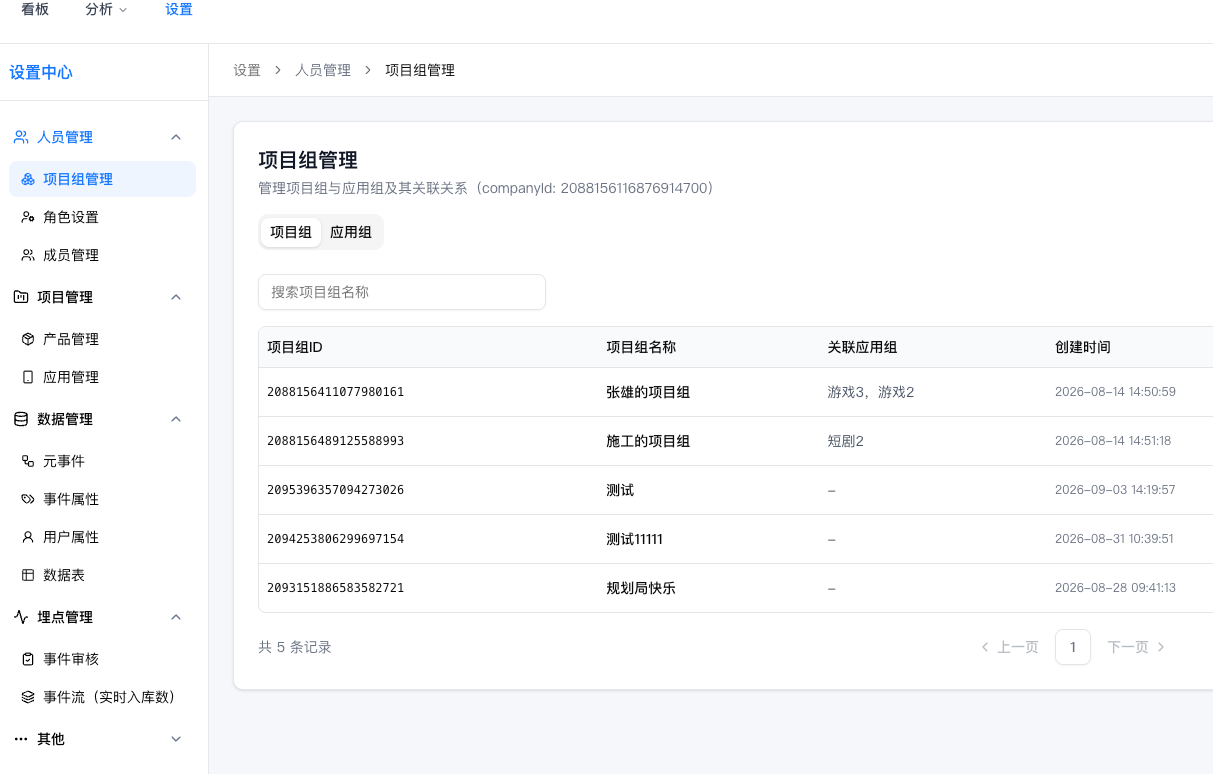 看板 分析 设置
设置中心
设置 > 人员管理 > 项目组管理
人员管理
项目组管理
角色设置
成员管理
项目管理
产品管理
应用管理
数据管理
元事件
事件属性
用户属性
数据表
埋点管理
事件审核
事件流（实时入库数）
其他
项目组管理
管理项目组与应用组及其关联关系（companyId: 2088156116876914700）
项目组 应用组
搜索项目组名称
项目组ID 项目组名称 关联应用组 创建时间
2088156411077980161 张雄的项目组 游戏3，游戏2 2026-08-14 14:50:59
2088156489125588993 施工的项目组 短剧2 2026-08-14 14:51:18
2095396357094273026 测试 – 2026-09-03 14:19:57
2094253806299697154 测试11111 – 2026-08-31 10:39:51
2093151886583582721 规划局快乐 – 2026-08-28 09:41:13
共 5 条记录
上一页 1 下一页